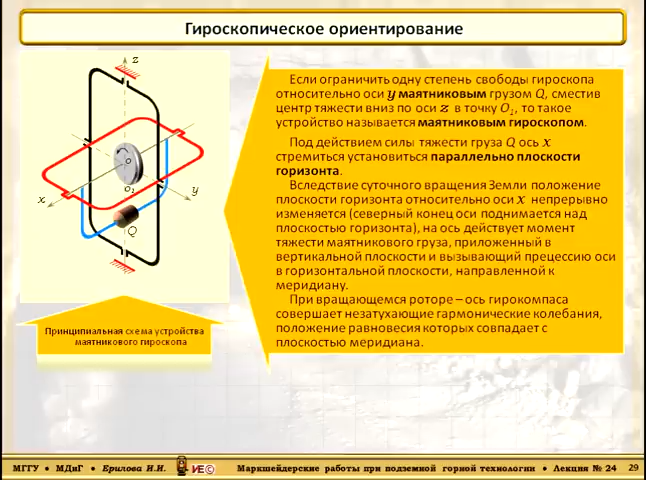 Гироскопическое ориентирование
z
O
O₁
x
y
Q
Принципиальная схема устройства
маятникового гироскопа
Если ограничить одну степень свободы гироскопа
относительно оси y маятниковым грузом Q, сместив
центр тяжести вниз по оси z в точку O₁, то такое
устройство называется маятниковым гироскопом.
Под действием силы тяжести груза Q ось x
стремиться установиться параллельно плоскости
горизонта.
Вследствие суточного вращения Земли положение
плоскости горизонта относительно оси x непрерывно
изменяется (северный конец оси поднимается над
плоскостью горизонта), на ось действует момент
тяжести маятникового груза, приложенный в
вертикальной плоскости и вызывающий прецессию оси
в горизонтальной плоскости, направленной к
меридиану.
При вращающемся роторе – ось гирокомпаса
совершает незатухающие гармонические колебания,
положение равновесия которых совпадает с
плоскостью меридиана.
МГГУ • МДиГ • Ерилова И.И. ИЕ© Маркшейдерские работы при подземной горной технологии • Лекция № 24 29